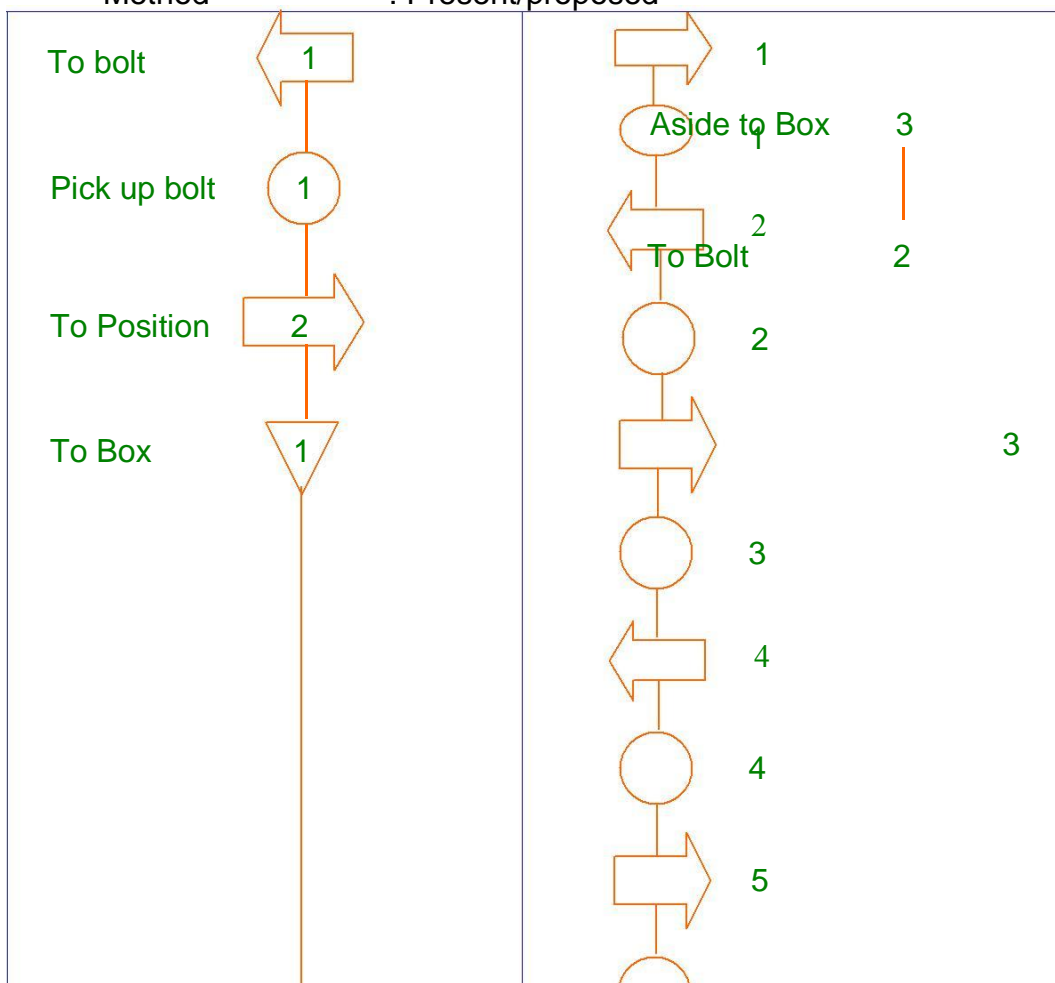 Method : Present/proposed
To bolt 1
Pick up bolt 1
To Position 2
To Box 1
1
Aside to Box 3
1
2
To Bolt 2
2
3
3
4
4
5